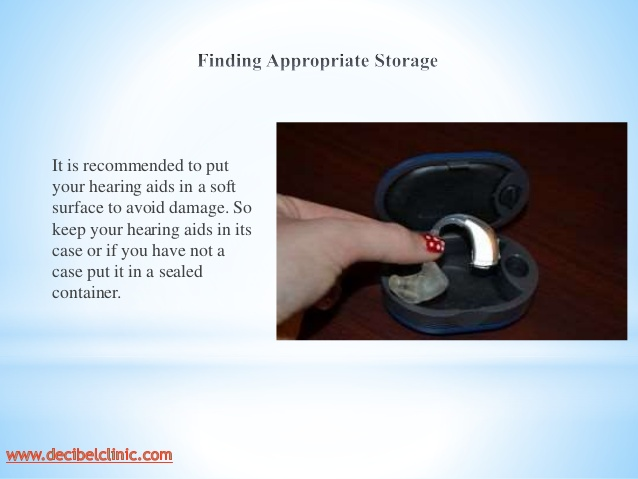 Finding Appropriate Storage
It is recommended to put
your hearing aids in a soft
surface to avoid damage. So
keep your hearing aids in its
case or if you have not a
case put it in a sealed
container.
www.decibelclinic.com